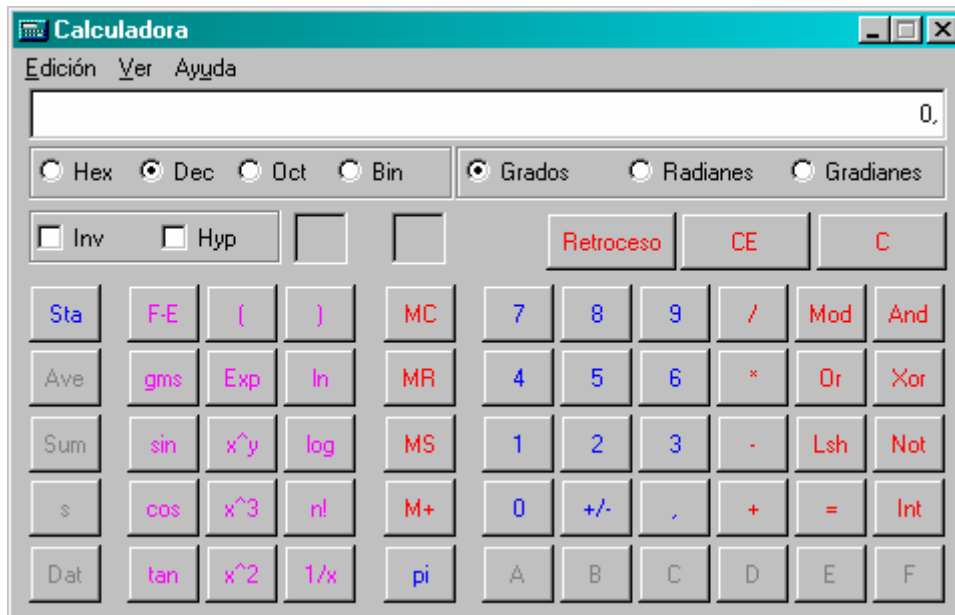 Calculadora
Edición Ver Ayuda
0,
Hex Dec Oct Bin Grados Radianes Gradianes
Inv Hyp Retroceso CE C
Sta F-E ( ) MC 7 8 9 / Mod And
Ave gms Exp ln MR 4 5 6 * Or Xor
Sum sin x^y log MS 1 2 3 - Lsh Not
s cos x^3 n! M+ 0 +/- , + = Int
Dat tan x^2 1/x pi A B C D E F